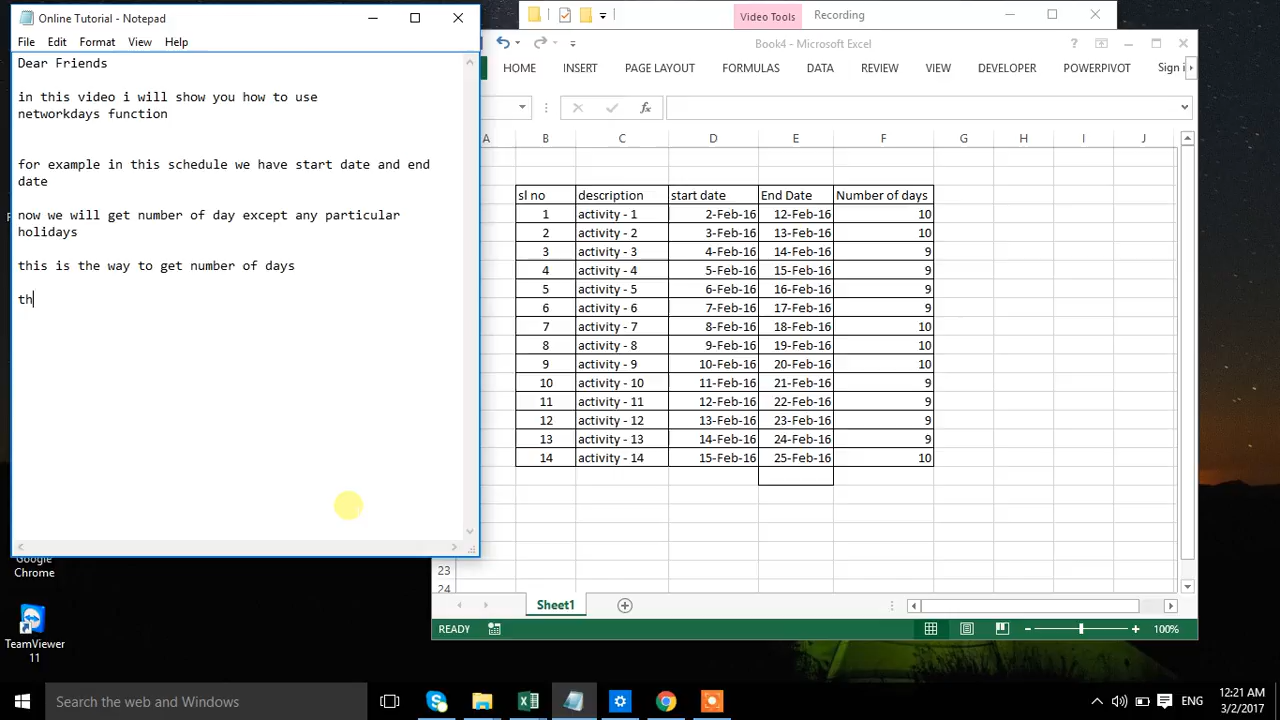 Online Tutorial - Notepad
File Edit Format View Help
Dear Friends
in this video i will show you how to use
networkdays function
for example in this schedule we have start date and end
date
now we will get number of day except any particular
holidays
this is the way to get number of days
th
Video Tools Recording
Book4 - Microsoft Excel
HOME INSERT PAGE LAYOUT FORMULAS DATA REVIEW VIEW DEVELOPER POWERPIVOT Sign i
A B C D E F G H I J
sl no description start date End Date Number of days
1 activity - 1 2-Feb-16 12-Feb-16 10
2 activity - 2 3-Feb-16 13-Feb-16 10
3 activity - 3 4-Feb-16 14-Feb-16 9
4 activity - 4 5-Feb-16 15-Feb-16 9
5 activity - 5 6-Feb-16 16-Feb-16 9
6 activity - 6 7-Feb-16 17-Feb-16 9
7 activity - 7 8-Feb-16 18-Feb-16 10
8 activity - 8 9-Feb-16 19-Feb-16 10
9 activity - 9 10-Feb-16 20-Feb-16 10
10 activity - 10 11-Feb-16 21-Feb-16 9
11 activity - 11 12-Feb-16 22-Feb-16 9
12 activity - 12 13-Feb-16 23-Feb-16 9
13 activity - 13 14-Feb-16 24-Feb-16 9
14 activity - 14 15-Feb-16 25-Feb-16 10
23
24
Sheet1
READY 100%
Google
Chrome
TeamViewer
11
Search the web and Windows
ENG
12:21 AM
3/2/2017